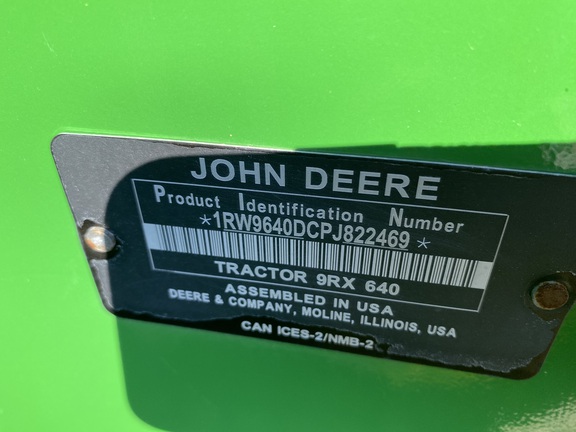 JOHN DEERE
Product Identification Number
*1RW9640DCPJ822469*
TRACTOR 9RX 640
ASSEMBLED IN USA
DEERE & COMPANY, MOLINE, ILLINOIS, USA
CAN ICES-2/NMB-2